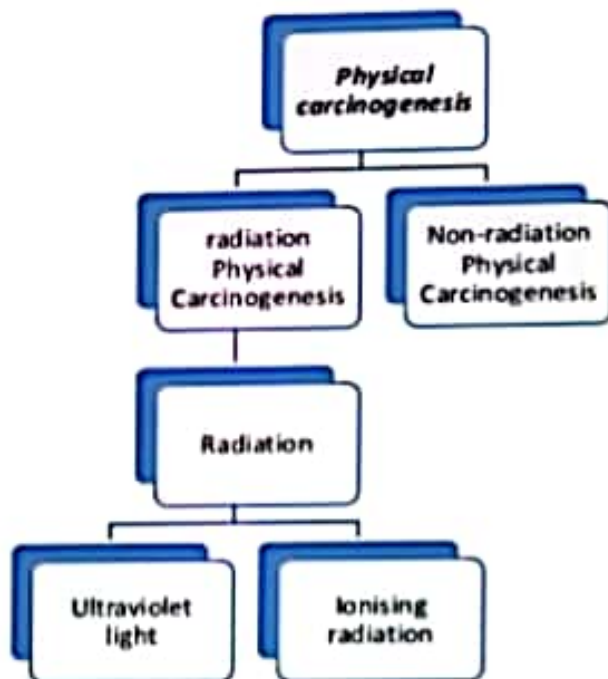 Physical
carcinogenesis
radiation
Physical
Carcinogenesis
Non-radiation
Physical
Carcinogenesis
Radiation
Ultraviolet
light
Ionising
radiation